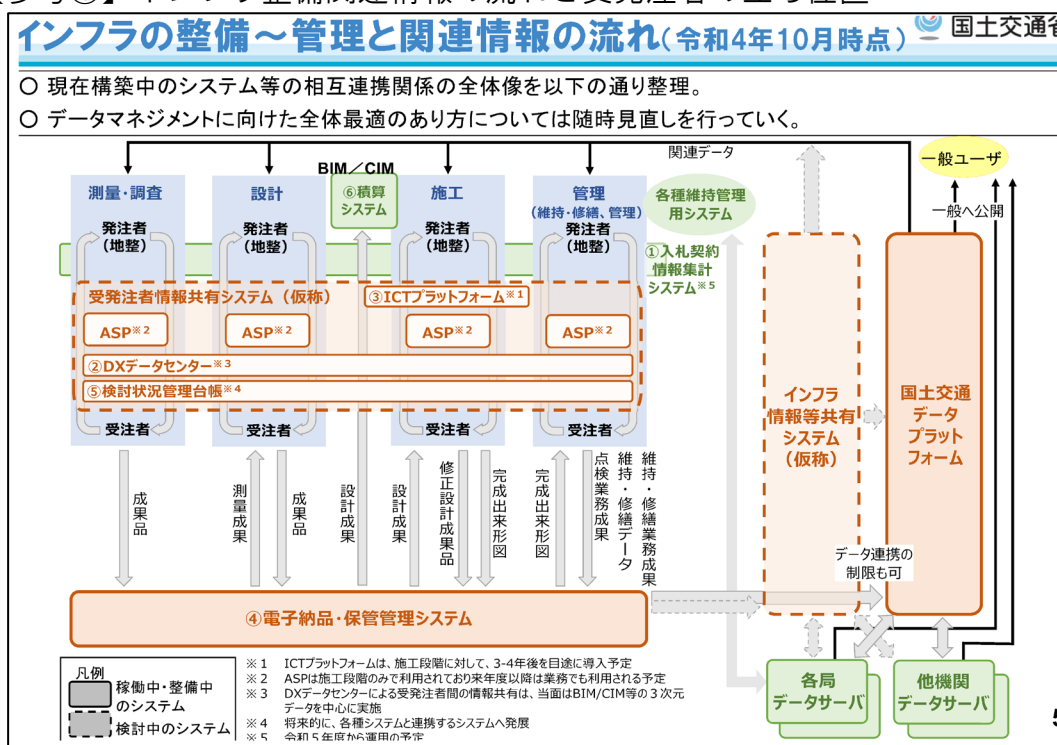 インフラの整備～管理と関連情報の流れ(令和4年10月時点)
国土交通省
○ 現在構築中のシステム等の相互連携関係の全体像を以下の通り整理。
○ データマネジメントに向けた全体最適のあり方については随時見直しを行っていく。
関連データ
一般ユーザ
一般へ公開
BIM／CIM
測量・調査
発注者
(地整)
設計
発注者
(地整)
⑥積算
システム
施工
発注者
(地整)
管理
(維持・修繕、管理)
発注者
(地整)
各種維持管理
用システム
①入札契約
情報集計
システム※5
受発注者情報共有システム（仮称）
③ICTプラットフォーム※1
ASP※2
ASP※2
ASP※2
ASP※2
②DXデータセンター※3
⑤検討状況管理台帳※4
受注者
受注者
受注者
受注者
インフラ
情報等共有
システム
（仮称）
国土交通
データ
プラット
フォーム
成果品
測量成果
成果品
設計成果
設計成果
修正設計成果品
完成出来形図
完成出来形図
点検業務成果
維持・修繕データ
維持・修繕業務成果
データ連携の
制限も可
④電子納品・保管管理システム
各局
データサーバ
他機関
データサーバ
凡例
稼働中・整備中
のシステム
検討中のシステム
※1 ICTプラットフォームは、施工段階に対して、3-4年後を目途に導入予定
※2 ASPは施工段階のみで利用されており来年度以降は業務でも利用される予定
※3 DXデータセンターによる受発注者間の情報共有は、当面はBIM/CIM等の3次元
データを中心に実施
※4 将来的に、各種システムと連携するシステムへ発展
※5 令和5年度から運用の予定